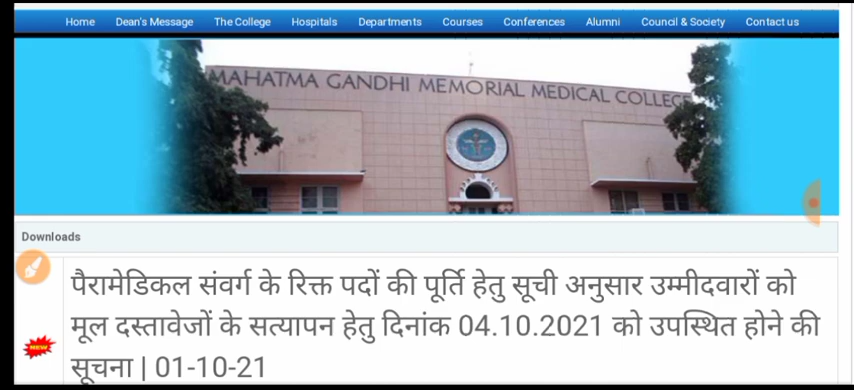 Home Dean's Message The College Hospitals Departments Courses Conferences Alumni Council & Society Contact us
MAHATMA GANDHI MEMORIAL MEDICAL COLLEGE
Downloads
पैरामेडिकल संवर्ग के रिक्त पदों की पूर्ति हेतु सूची अनुसार उम्मीदवारों को
मूल दस्तावेजों के सत्यापन हेतु दिनांक 04.10.2021 को उपस्थित होने की
NEW
सूचना | 01-10-21